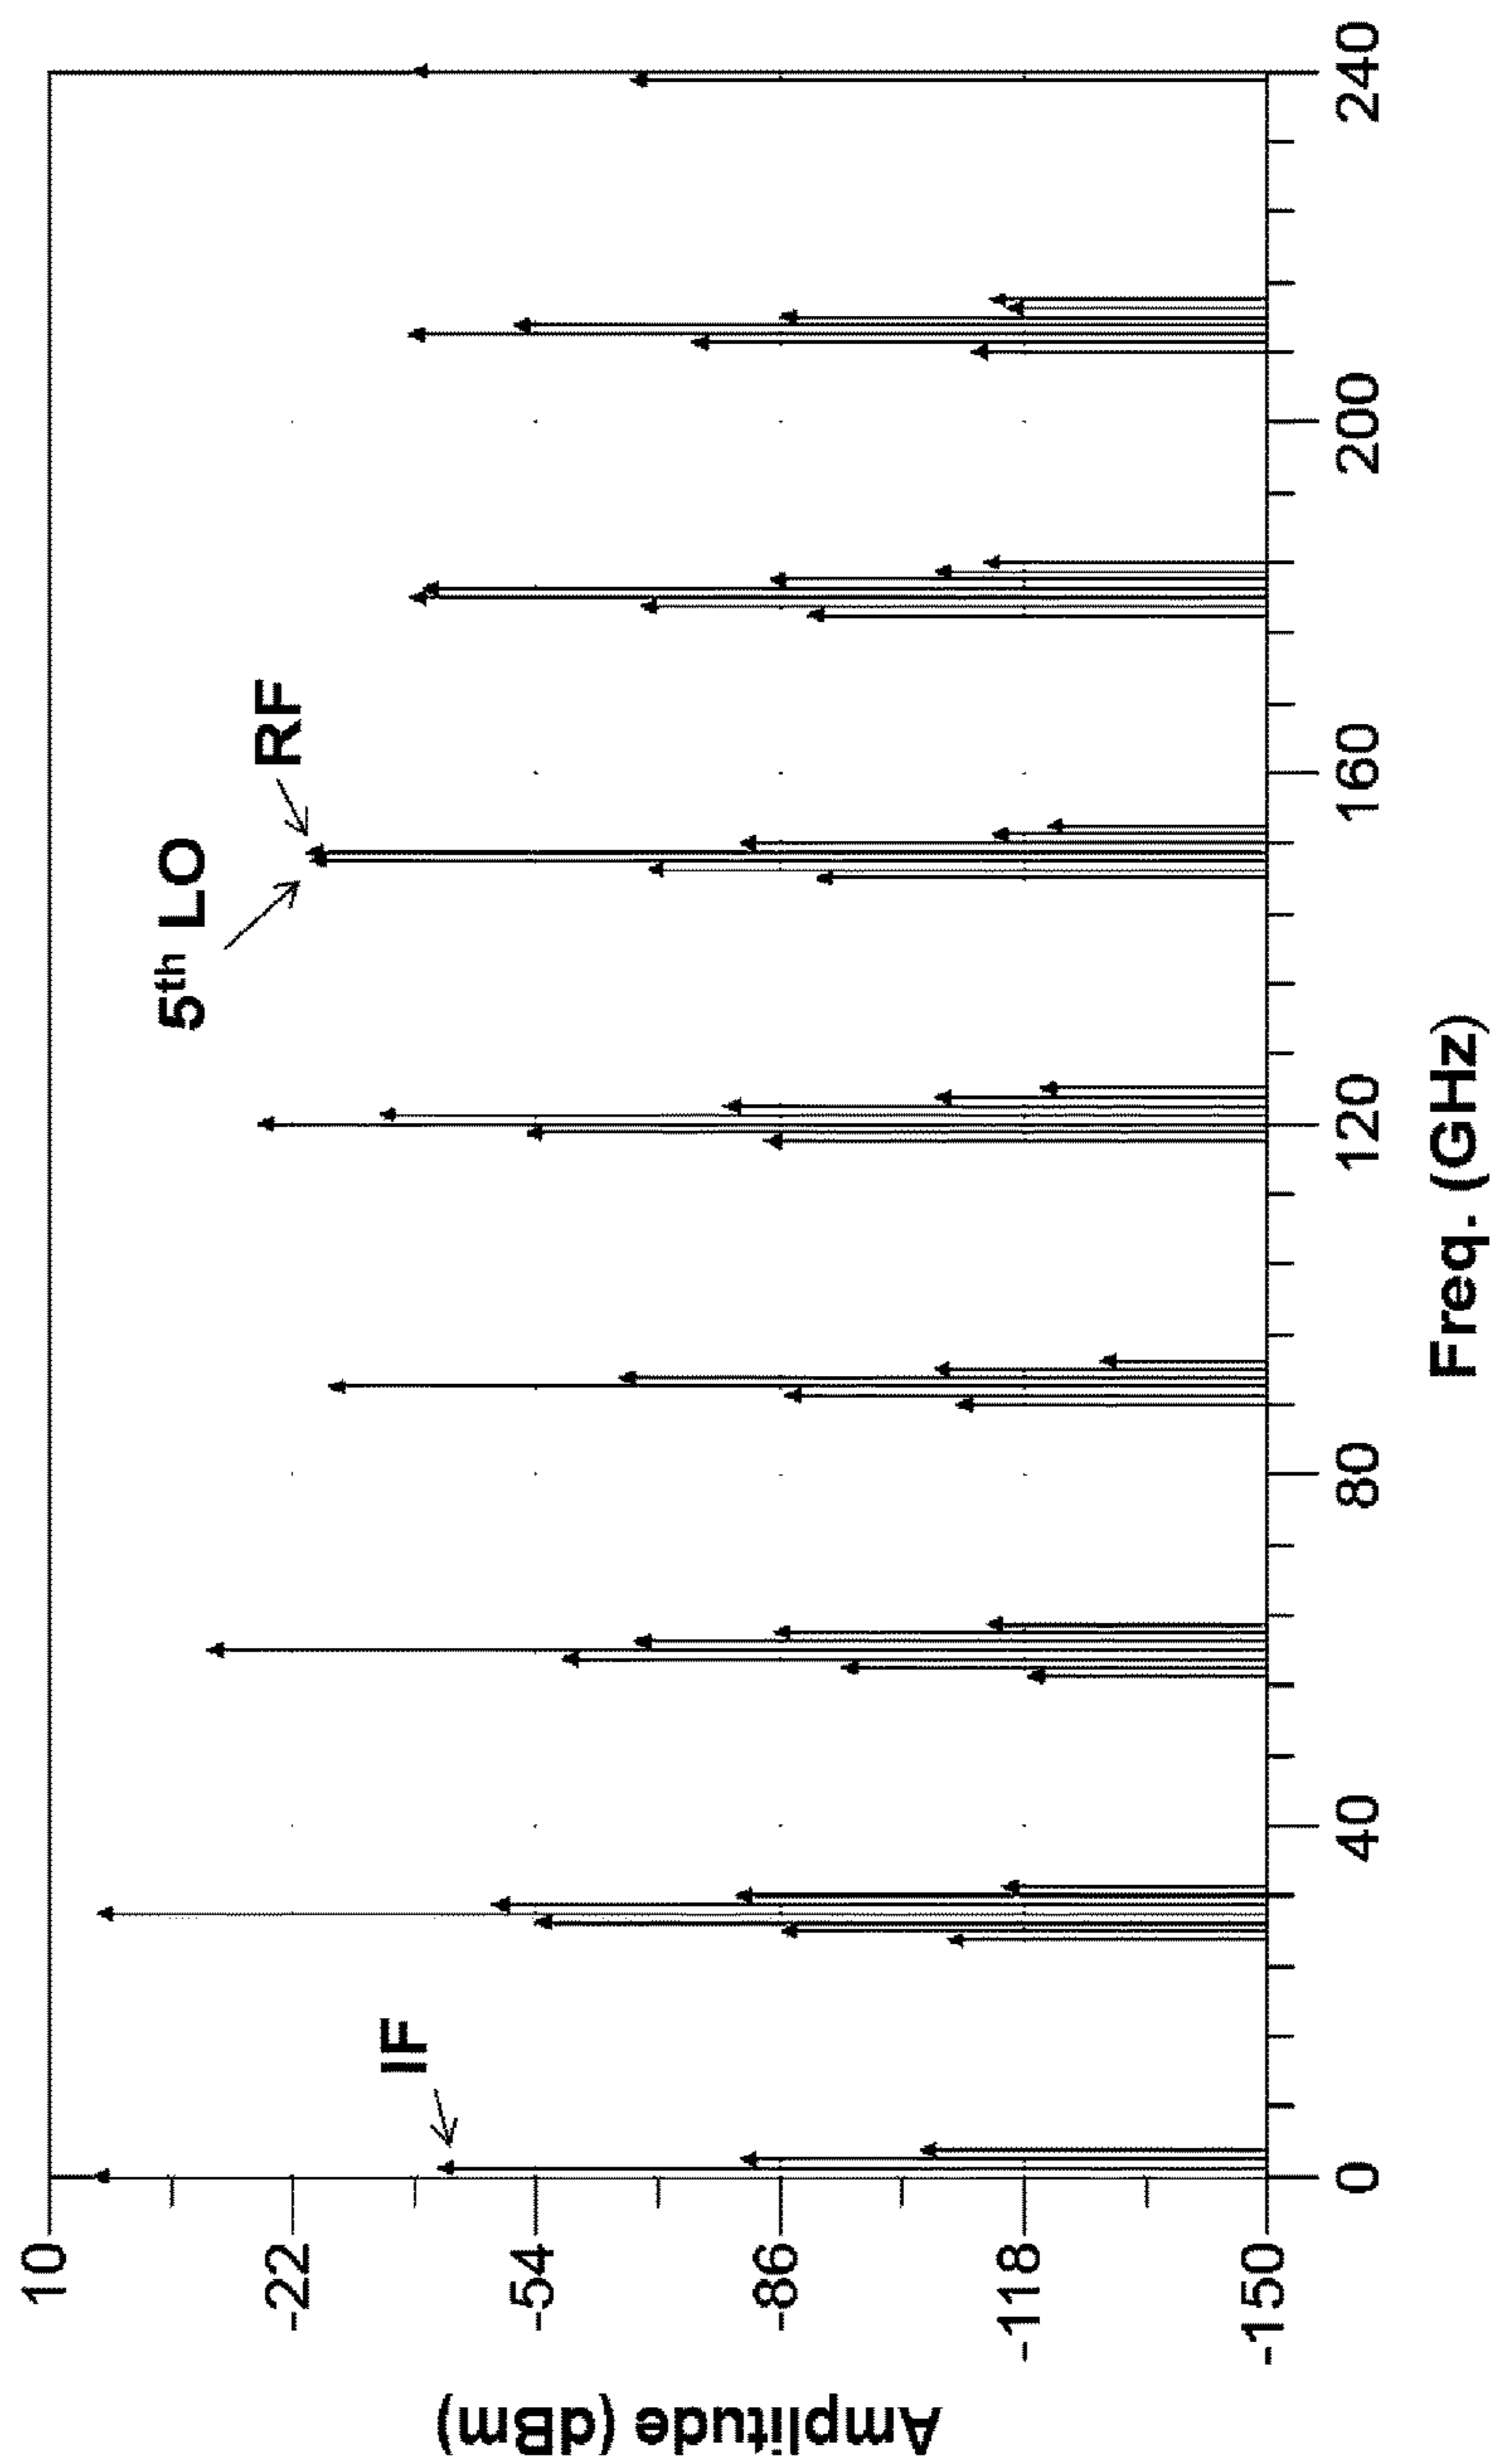 5th LO
RF
IF
10
-22
-54
-86
-118
-150
0
40
80
120
160
200
240
Amplitude (dBm)
Freq. (GHz)